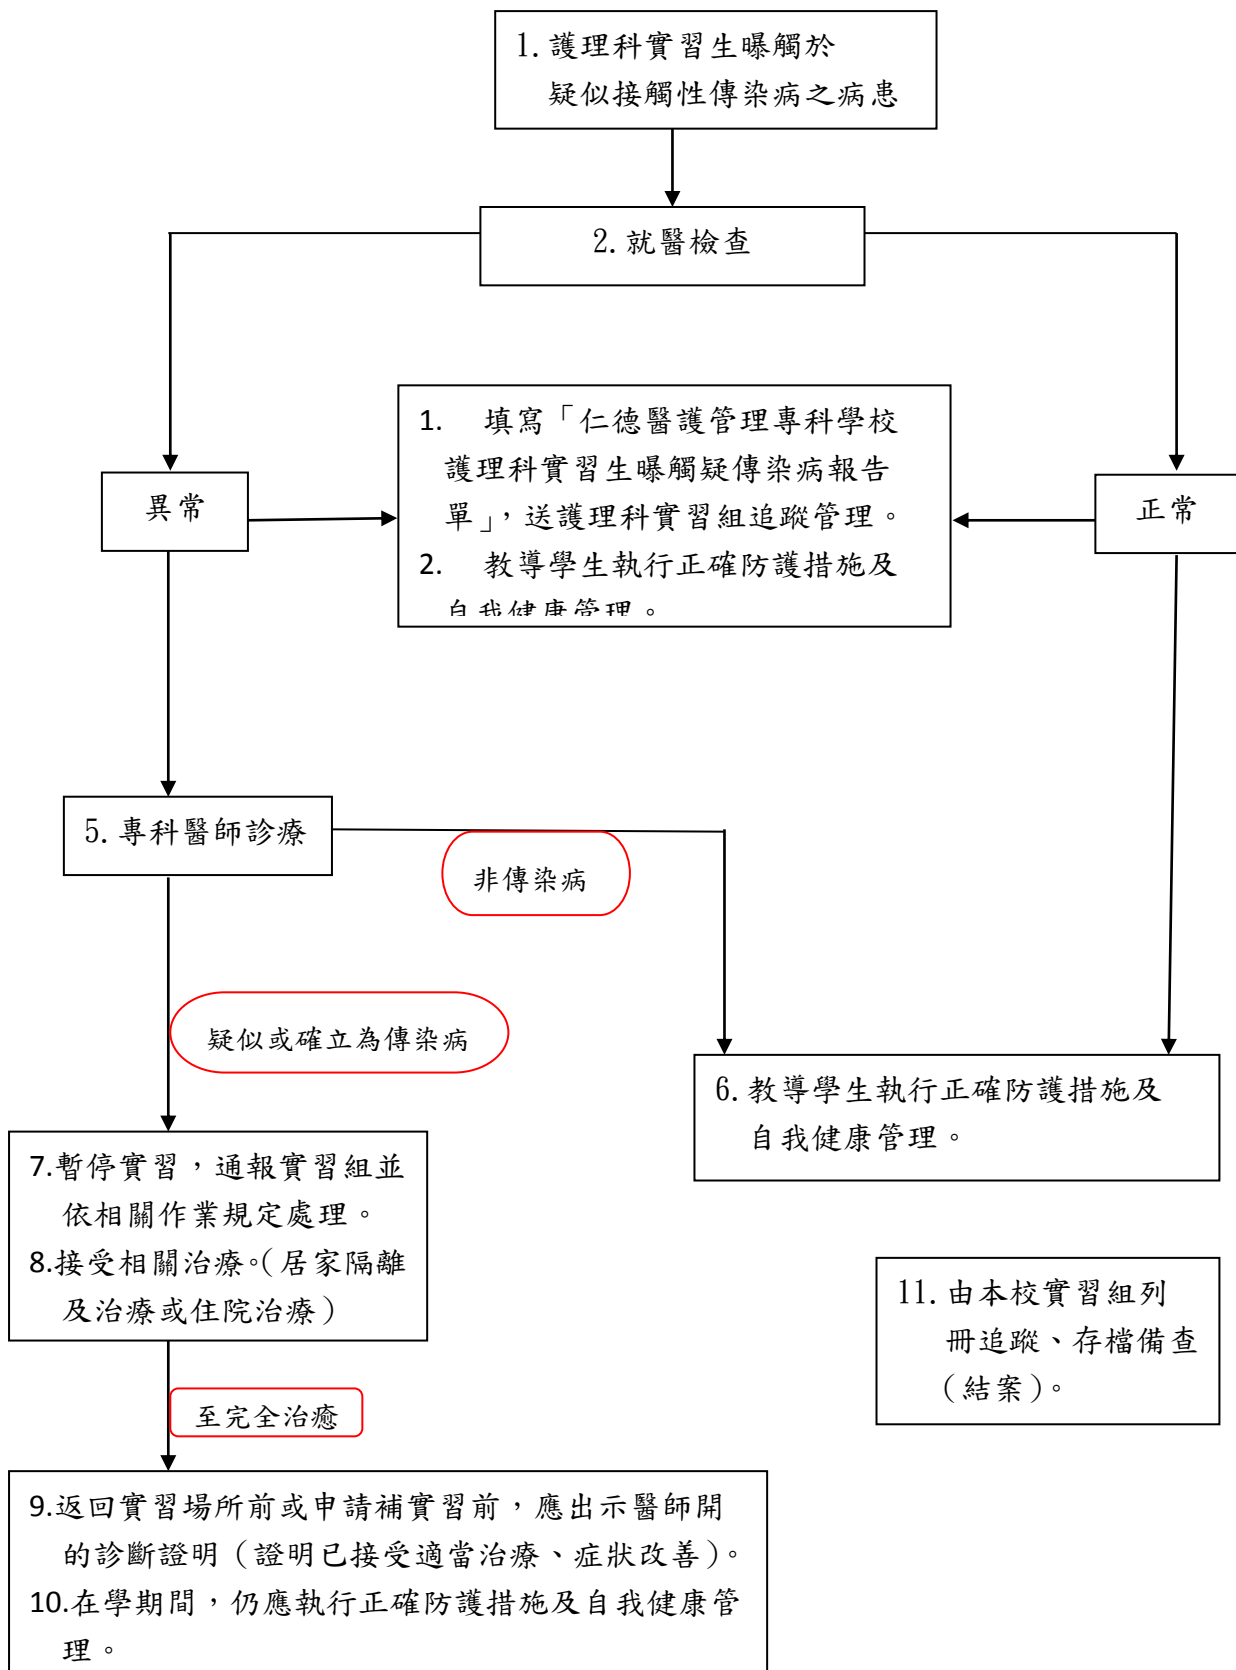 1. 護理科實習生曝觸於
疑似接觸性傳染病之病患
2. 就醫檢查
1. 填寫「仁德醫護管理專科學校
護理科實習生曝觸疑傳染病報告
單」，送護理科實習組追蹤管理。
2. 教導學生執行正確防護措施及
自我健康管理。
異常
正常
5. 專科醫師診療
非傳染病
疑似或確立為傳染病
6. 教導學生執行正確防護措施及
自我健康管理。
7.暫停實習，通報實習組並
依相關作業規定處理。
8.接受相關治療。（居家隔離
及治療或住院治療）
11. 由本校實習組列
冊追蹤、存檔備查
（結案）。
至完全治癒
9.返回實習場所前或申請補實習前，應出示醫師開
的診斷證明（證明已接受適當治療、症狀改善）。
10.在學期間，仍應執行正確防護措施及自我健康管
理。